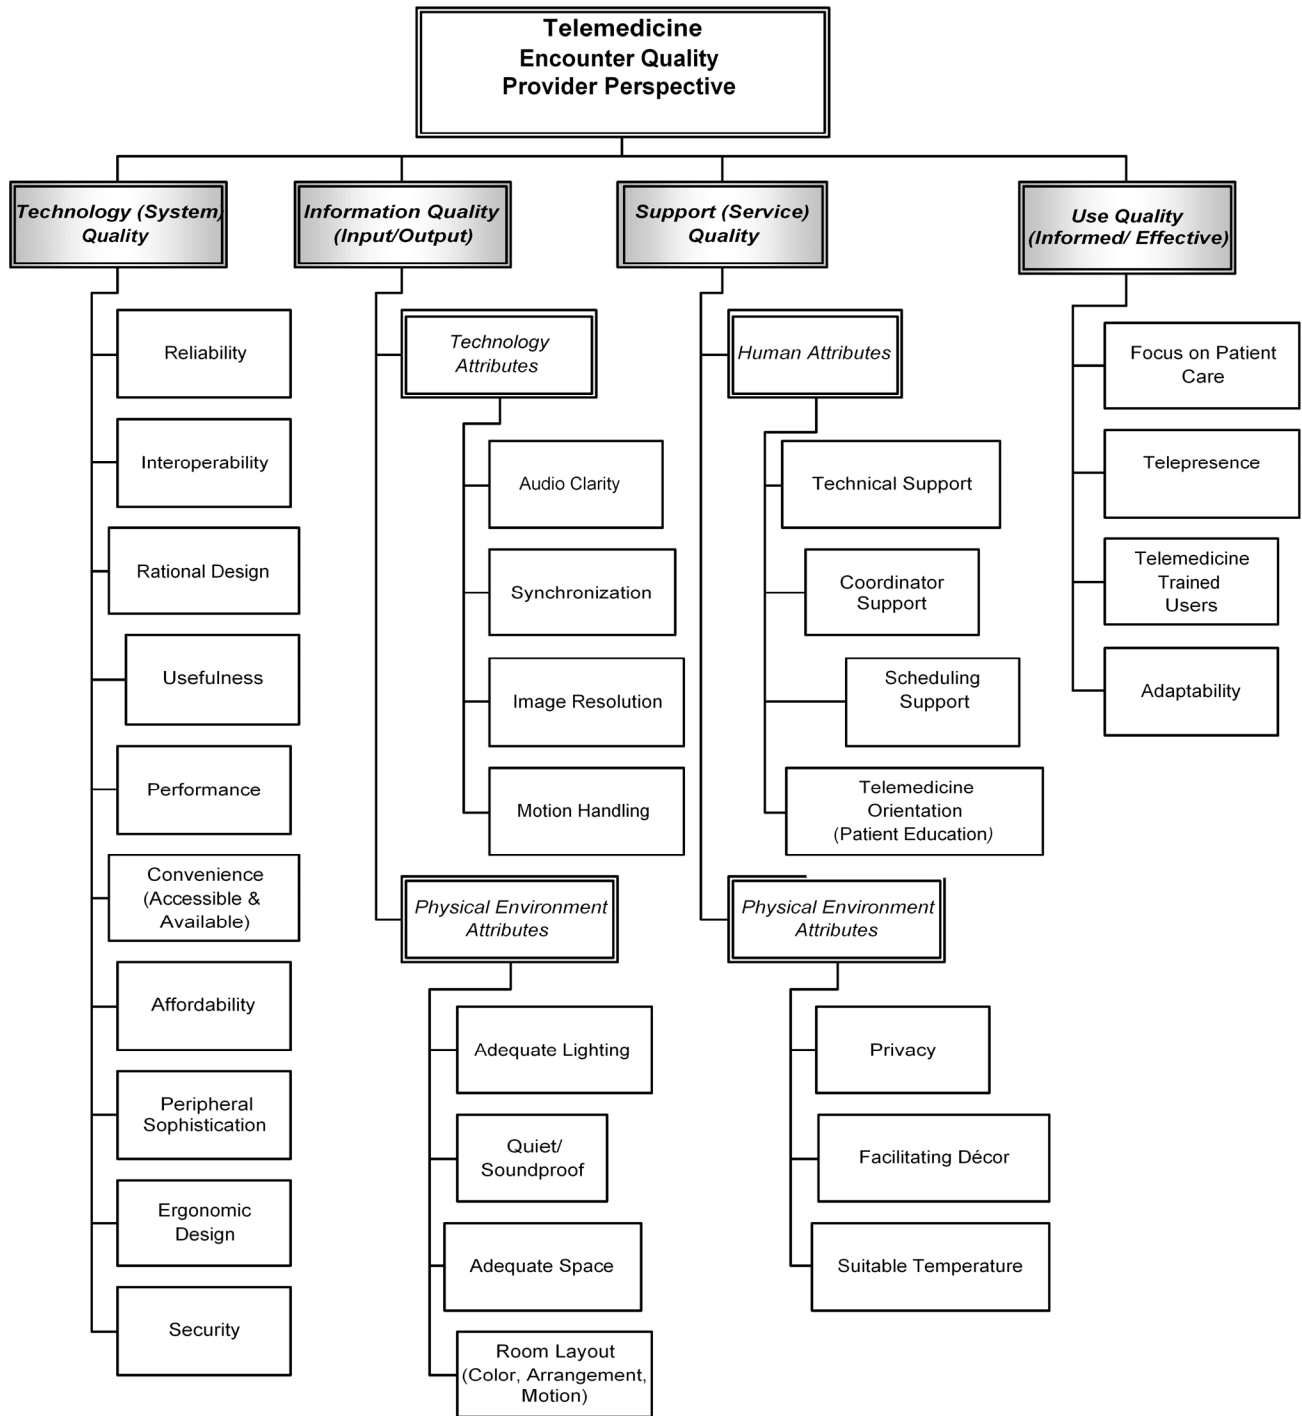 Telemedicine
Encounter Quality
Provider Perspective
Technology (System)
Quality
Information Quality
(Input/Output)
Support (Service)
Quality
Use Quality
(Informed/ Effective)
Reliability
Interoperability
Rational Design
Usefulness
Performance
Convenience
(Accessible &
Available)
Affordability
Peripheral
Sophistication
Ergonomic
Design
Security
Technology
Attributes
Audio Clarity
Synchronization
Image Resolution
Motion Handling
Physical Environment
Attributes
Adequate Lighting
Quiet/
Soundproof
Adequate Space
Room Layout
(Color, Arrangement,
Motion)
Human Attributes
Technical Support
Coordinator
Support
Scheduling
Support
Telemedicine
Orientation
(Patient Education)
Physical Environment
Attributes
Privacy
Facilitating Décor
Suitable Temperature
Focus on Patient
Care
Telepresence
Telemedicine
Trained
Users
Adaptability